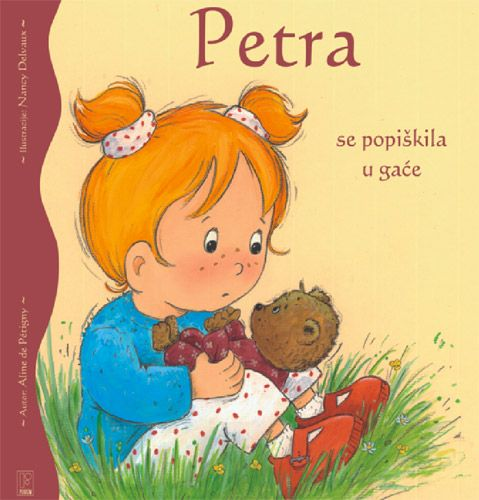 Petra
se popiškila
u gaće
~ Ilustracije: Nancy Delvaux ~
~ Autor: Aline de Pétigny ~